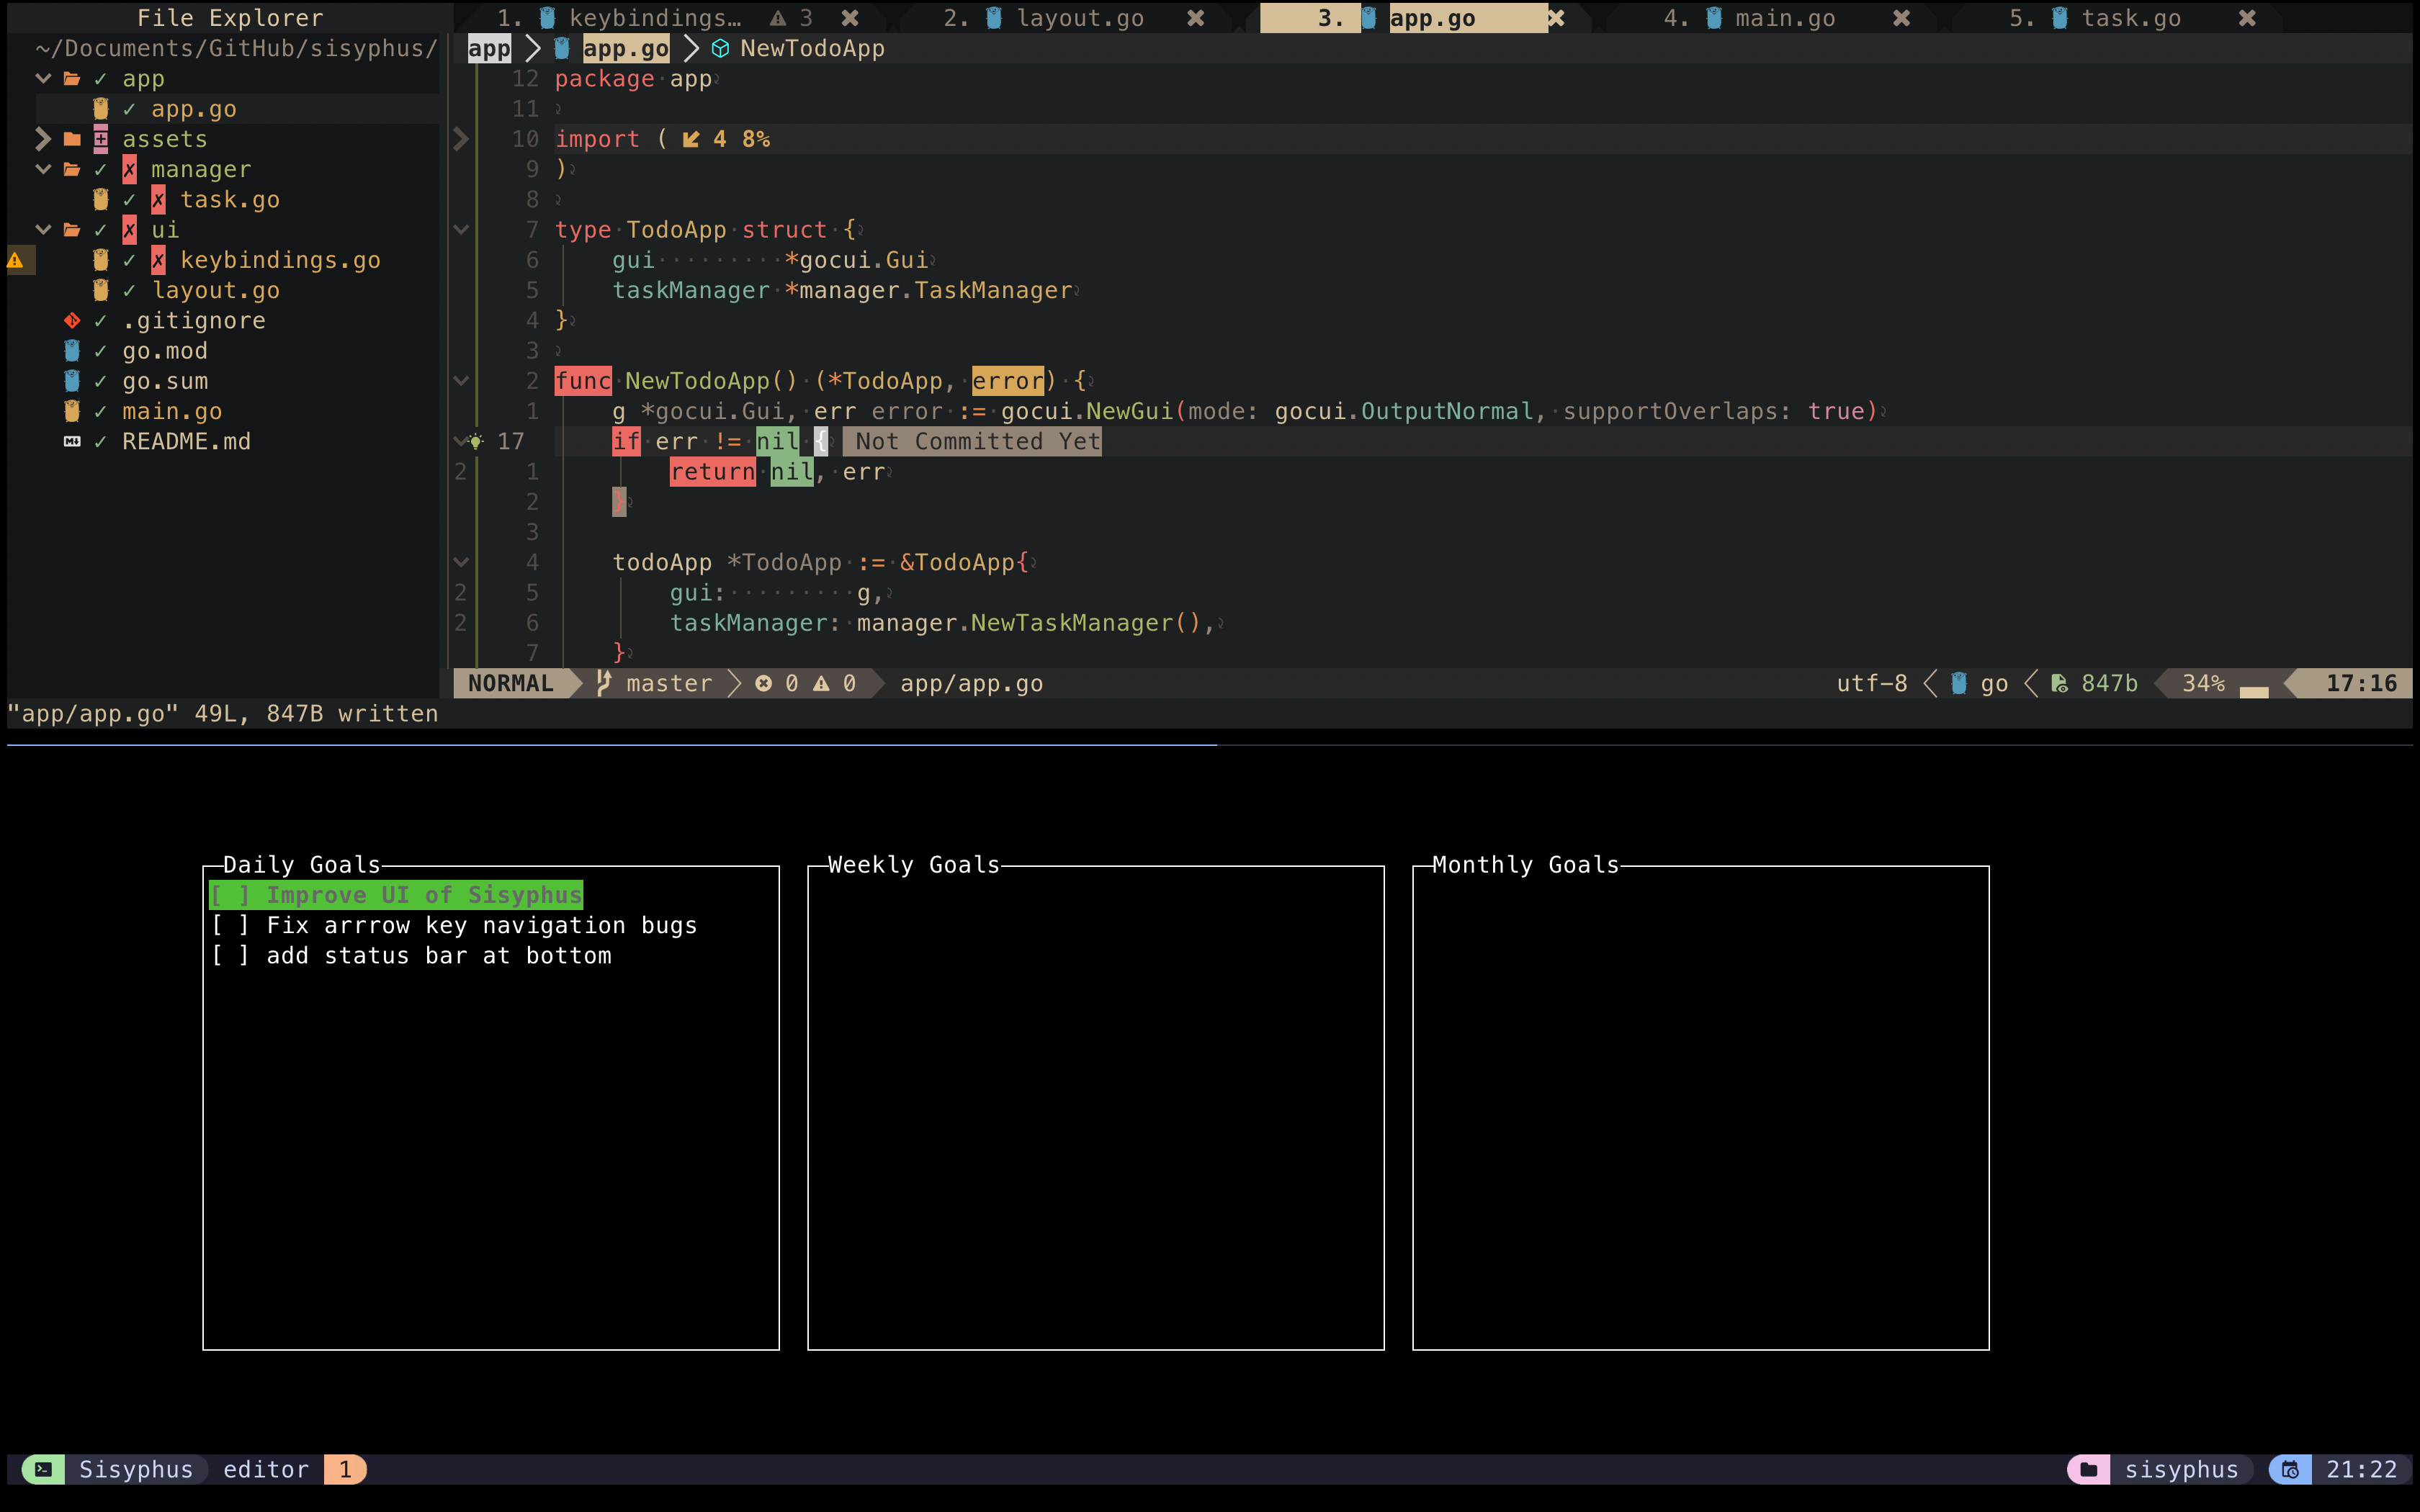 File Explorer
1. keybindings… 3 2. layout.go 3. app.go 4. main.go 5. task.go
~/Documents/GitHub/sisyphus/
app app.go NewTodoApp
app
app.go
assets
manager
task.go
ui
keybindings.go
layout.go
.gitignore
go.mod
go.sum
main.go
README.md
12 package app
11
10 import ( 4 8%
9 )
8
7 type TodoApp struct {
6 gui *gocui.Gui
5 taskManager *manager.TaskManager
4 }
3
2 func NewTodoApp() (*TodoApp, error) {
1 g *gocui.Gui, err error := gocui.NewGui(mode: gocui.OutputNormal, supportOverlaps: true)
17 if err != nil { Not Committed Yet
2 1 return nil, err
2 }
3
4 todoApp *TodoApp := &TodoApp{
2 5 gui: g,
2 6 taskManager: manager.NewTaskManager(),
7 }
NORMAL master 0 0 app/app.go utf-8 go 847b 34% 17:16
"app/app.go" 49L, 847B written
Daily Goals
[ ] Improve UI of Sisyphus
[ ] Fix arrrow key navigation bugs
[ ] add status bar at bottom
Weekly Goals
Monthly Goals
Sisyphus editor 1 sisyphus 21:22